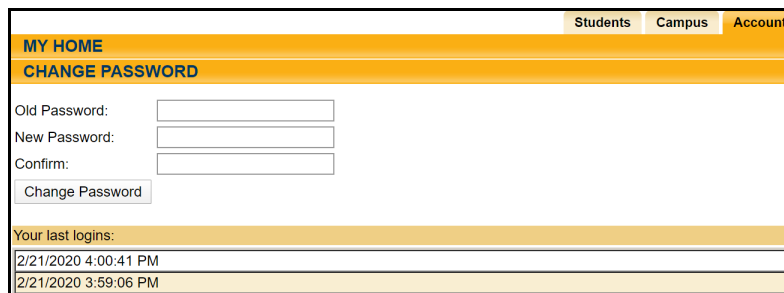 Students Campus Account
MY HOME
CHANGE PASSWORD
Old Password:
New Password:
Confirm:
Change Password
Your last logins:
2/21/2020 4:00:41 PM
2/21/2020 3:59:06 PM